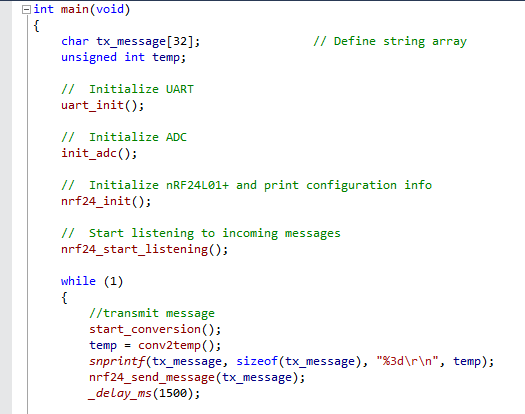 int main(void)
{
    char tx_message[32];                // Define string array
    unsigned int temp;

    //  Initialize UART
    uart_init();

    //  Initialize ADC
    init_adc();

    //  Initialize nRF24L01+ and print configuration info
    nrf24_init();

    //  Start listening to incoming messages
    nrf24_start_listening();

    while (1)
    {
        //transmit message
        start_conversion();
        temp = conv2temp();
        snprintf(tx_message, sizeof(tx_message), "%3d\r\n", temp);
        nrf24_send_message(tx_message);
        _delay_ms(1500);